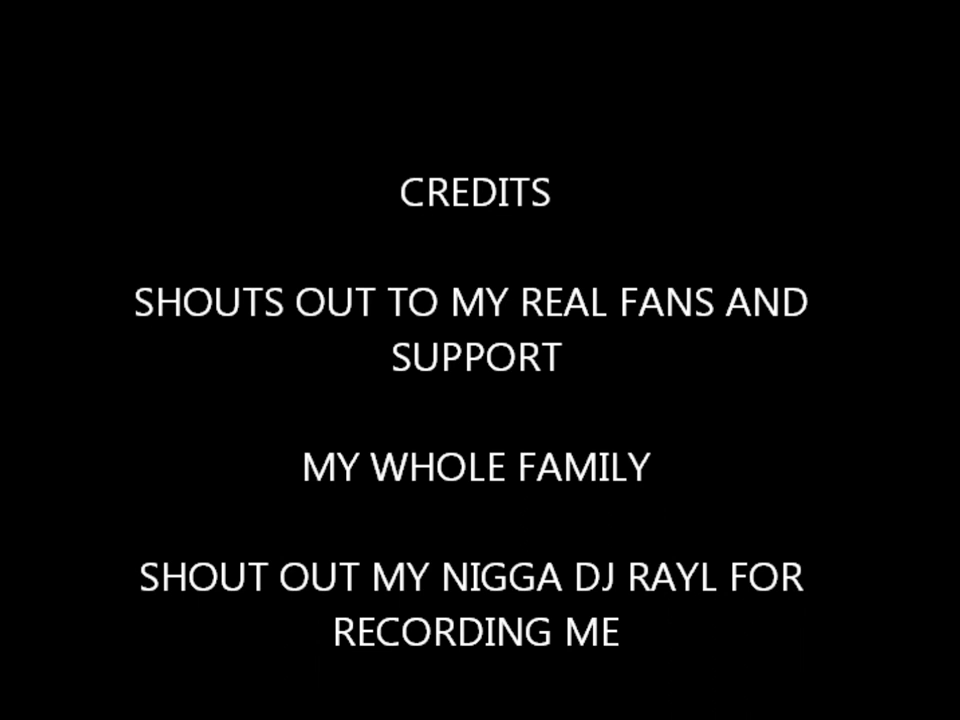 CREDITS
SHOUTS OUT TO MY REAL FANS AND
SUPPORT
MY WHOLE FAMILY
SHOUT OUT MY NIGGA DJ RAYL FOR
RECORDING ME